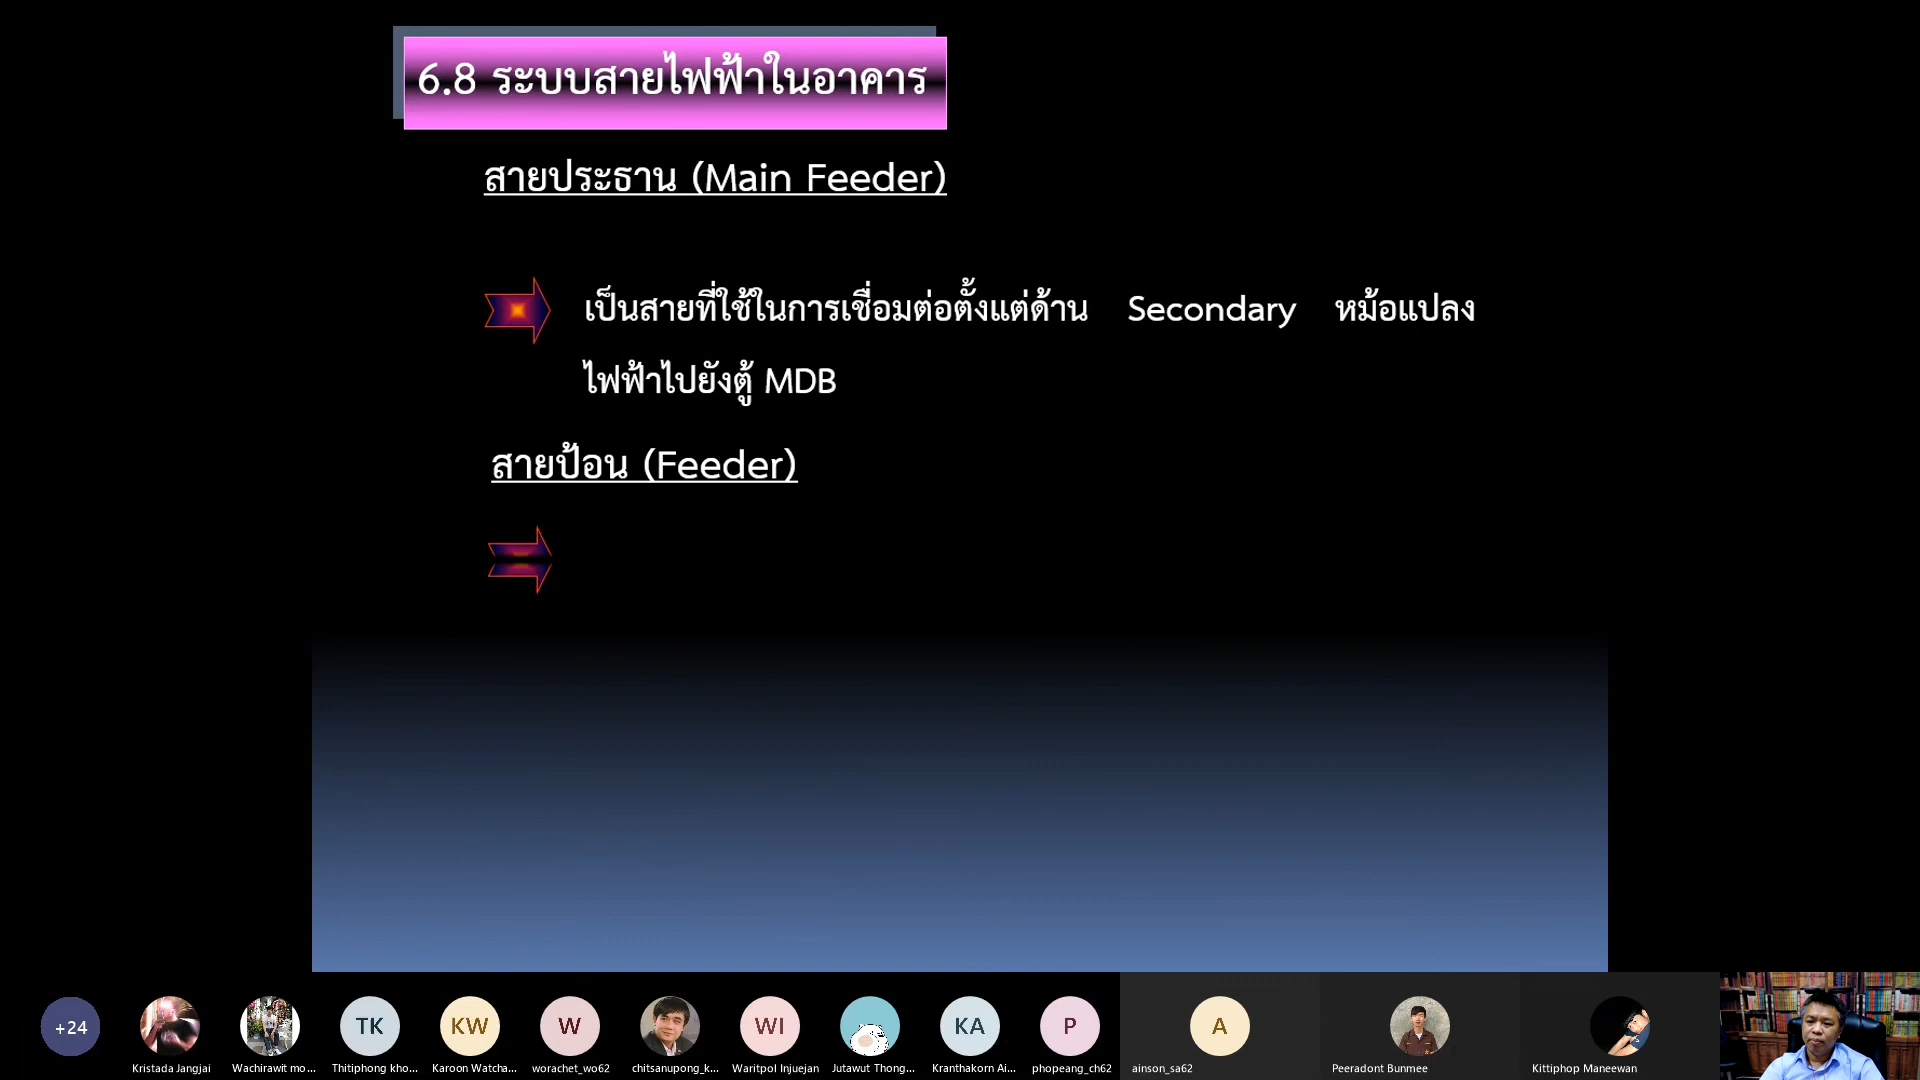 6.8 ระบบสายไฟฟ้าในอาคาร
สายประธาน (Main Feeder)
เป็นสายที่ใช้ในการเชื่อมต่อตั้งแต่ด้าน Secondary หม้อแปลง
ไฟฟ้าไปยังตู้ MDB
สายป้อน (Feeder)
+24
TK
KW
W
WI
KA
P
A
Kristada Jangjai
Wachirawit mo...
Thitiphong kho...
Karoon Watcha...
worachet_wo62
chitsanupong_k...
Waritpol Injuejan
Jutawut Thong...
Kranthakorn Ai...
phopeang_ch62
ainson_sa62
Peeradont Bunmee
Kittiphop Maneewan